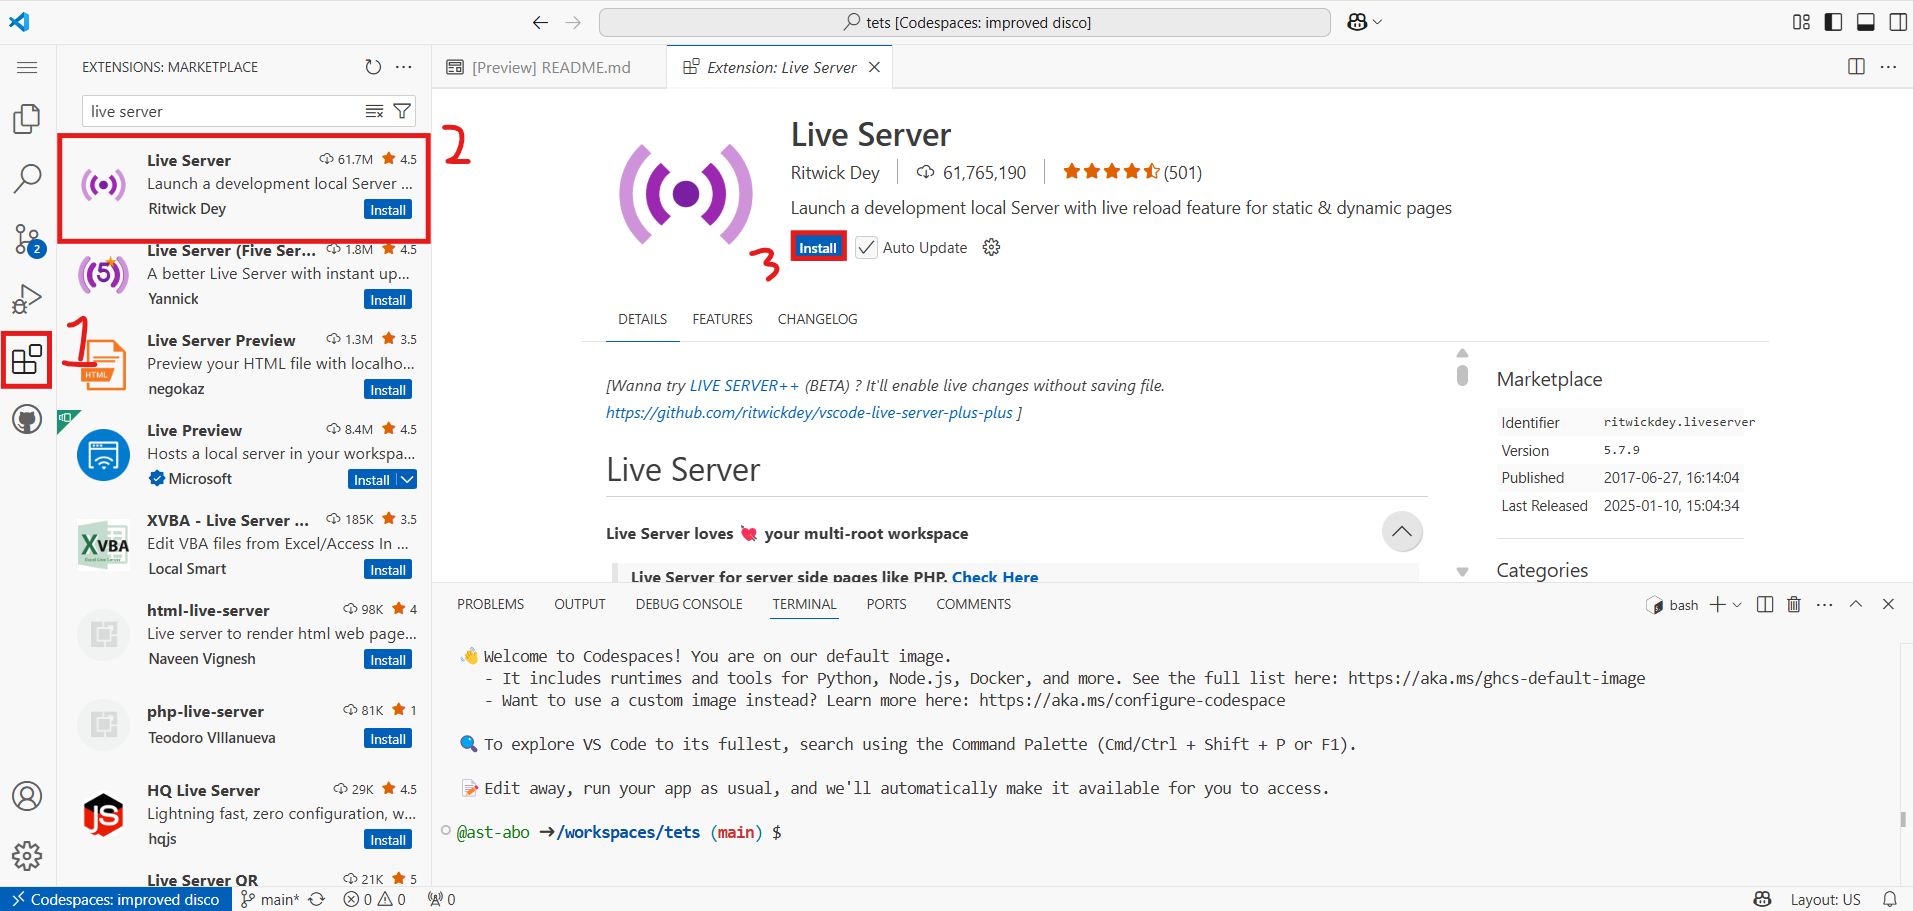 tets [Codespaces: improved disco]
EXTENSIONS: MARKETPLACE
live server
Live Server
61.7M
4.5
Launch a development local Server ...
Ritwick Dey
Install
2
Live Server (Five Ser...
1.8M
4.5
A better Live Server with instant up...
Yannick
Install
1
Live Server Preview
1.3M
3.5
Preview your HTML file with localho...
negokaz
Install
HTML
Live Preview
8.4M
4.5
Hosts a local server in your workspa...
Microsoft
Install
XVBA - Live Server ...
185K
3.5
Edit VBA files from Excel/Access In ...
Local Smart
Install
XVBA
Excel Live Server
html-live-server
98K
4
Live server to render html web page...
Naveen Vignesh
Install
php-live-server
81K
1
Teodoro VIllanueva
Install
HQ Live Server
29K
4.5
Lightning fast, zero configuration, w...
hqjs
Install
JS
Live Server QR
21K
5
2
5
[Preview] README.md
Extension: Live Server
Live Server
Ritwick Dey
61,765,190
(501)
Launch a development local Server with live reload feature for static & dynamic pages
3
Install
Auto Update
DETAILS
FEATURES
CHANGELOG
[Wanna try LIVE SERVER++ (BETA) ? It'll enable live changes without saving file.
https://github.com/ritwickdey/vscode-live-server-plus-plus ]
Live Server
Live Server loves 💘 your multi-root workspace
Live Server for server side pages like PHP. Check Here
Marketplace
Identifier ritwickdey.liveserver
Version 5.7.9
Published 2017-06-27, 16:14:04
Last Released 2025-01-10, 15:04:34
Categories
PROBLEMS
OUTPUT
DEBUG CONSOLE
TERMINAL
PORTS
COMMENTS
bash
👋 Welcome to Codespaces! You are on our default image.
- It includes runtimes and tools for Python, Node.js, Docker, and more. See the full list here: https://aka.ms/ghcs-default-image
- Want to use a custom image instead? Learn more here: https://aka.ms/configure-codespace
🔍 To explore VS Code to its fullest, search using the Command Palette (Cmd/Ctrl + Shift + P or F1).
📝 Edit away, run your app as usual, and we'll automatically make it available for you to access.
@ast-abo ➜/workspaces/tets (main) $
Codespaces: improved disco
main*
0
0
0
Layout: US